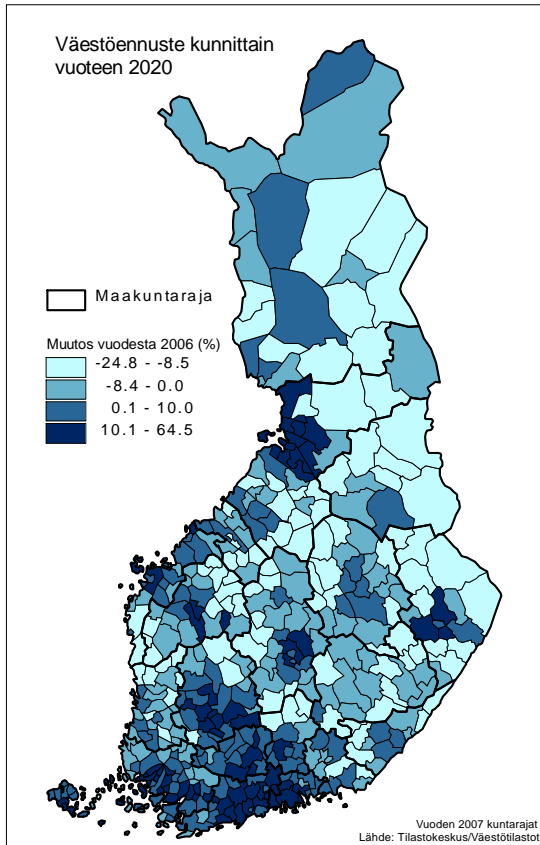 Väestöennuste kunnittain
vuoteen 2020
Maakuntaraja
Muutos vuodesta 2006 (%)
-24.8 - -8.5
-8.4 - 0.0
0.1 - 10.0
10.1 - 64.5
Vuoden 2007 kuntarajat
Lähde: Tilastokeskus/Väestötilastot